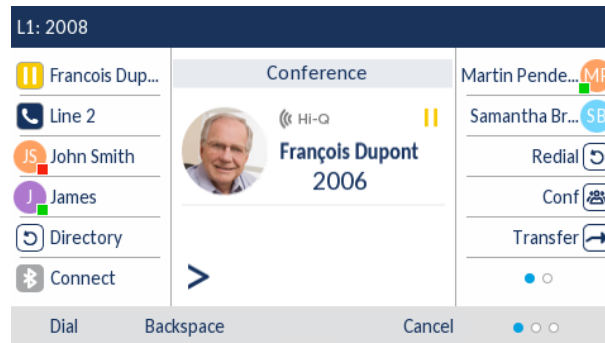 L1: 2008
Francois Dup...
Line 2
JS John Smith
J James
Directory
Connect
Conference
Hi-Q
François Dupont
2006
>
Martin Pende... MP
Samantha Br... SB
Redial
Conf
Transfer
Dial Backspace Cancel